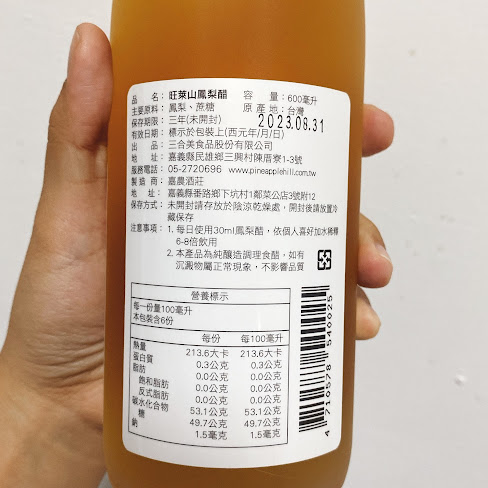 品名：旺萊山鳳梨醋 容量：600毫升
主要原料：鳳梨、蔗糖 原產地：台灣
保存期限：三年(未開封)
2023.08.31
有效日期：標示於包裝上(西元年/月/日)
出品：三合美食品股份有限公司
地址：嘉義縣民雄鄉三興村陳厝寮1-3號
服務電話：05-2720696 www.pineapplehill.com.tw
製造商：嘉農酒莊
地址：嘉義縣番路鄉下坑村1鄰菜公店3號附12
保存方式：未開封請存放於陰涼乾燥處，開封後請放置冷
藏保存
注意事項：1. 每日使用30ml鳳梨醋，依個人喜好加水稀釋
6-8倍飲用
2. 本產品為純釀造調理食醋，如有
沉澱物屬正常現象，不影響品質
營養標示
每一份量100毫升
本包裝含6份
每份 每100毫升
熱量 213.6大卡 213.6大卡
蛋白質 0.3公克 0.3公克
脂肪 0.0公克 0.0公克
飽和脂肪 0.0公克 0.0公克
反式脂肪 0.0公克 0.0公克
碳水化合物 53.1公克 53.1公克
糖 49.7公克 49.7公克
鈉 1.5毫克 1.5毫克
4 710578 540025